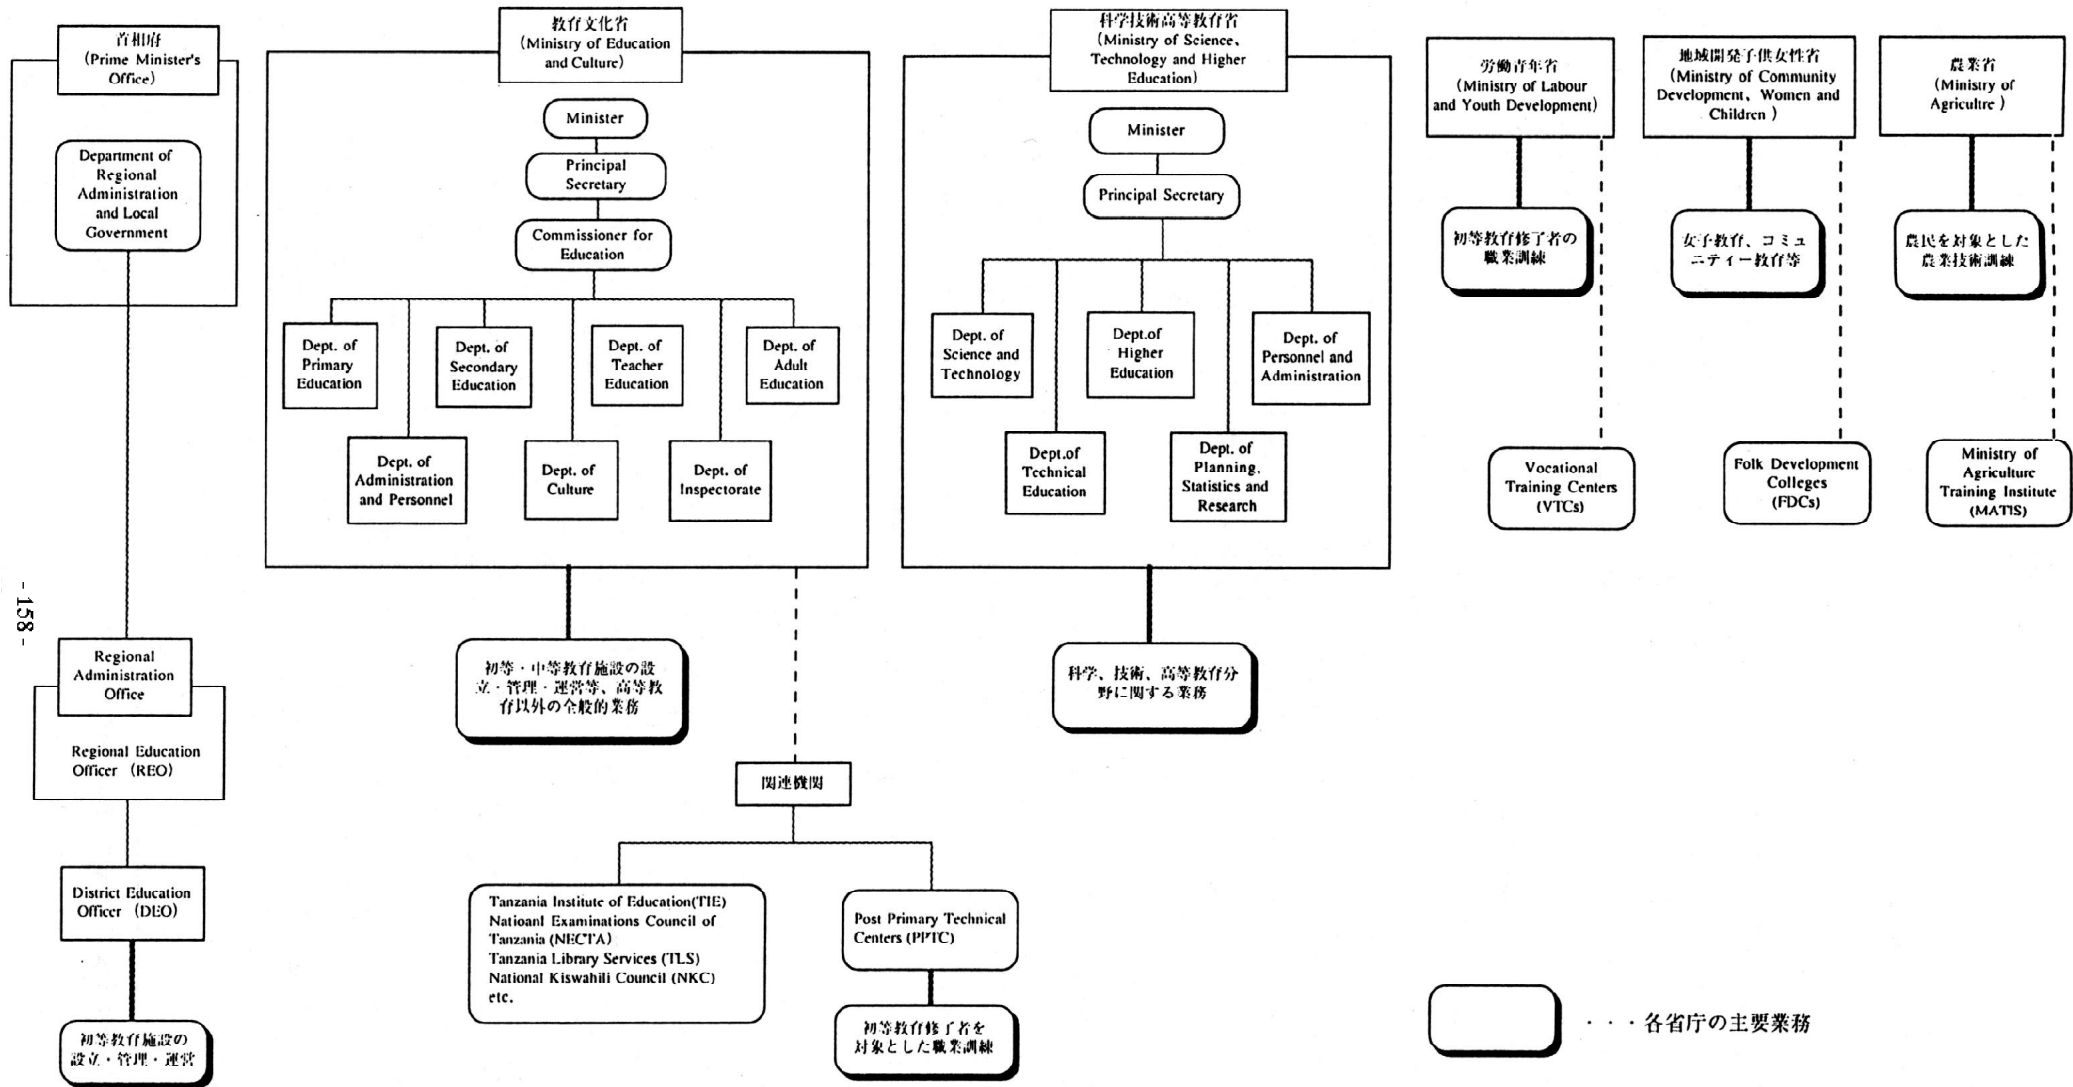 首相府
(Prime Minister's
Office)
Department of
Regional
Administration
and Local
Government
Regional
Administration
Office
Regional Education
Officer (REO)
District Education
Officer (DEO)
初等教育施設の
設立・管理・運営
教育文化省
(Ministry of Education
and Culture)
Minister
Principal
Secretary
Commissioner for
Education
Dept. of
Primary
Education
Dept. of
Secondary
Education
Dept. of
Teacher
Education
Dept. of
Adult
Education
Dept. of
Administration
and Personnel
Dept. of
Culture
Dept. of
Inspectorate
初等・中等教育施設の設
立・管理・運営等、高等教
育以外の全般的業務
関連機関
Tanzania Institute of Education(TIE)
Natioanl Examinations Council of
Tanzania (NECTA)
Tanzania Library Services (TLS)
National Kiswahili Council (NKC)
etc.
Post Primary Technical
Centers (PPTC)
初等教育修了者を
対象とした職業訓練
科学技術高等教育省
(Ministry of Science、
Technology and Higher
Education)
Minister
Principal Secretary
Dept. of
Science and
Technology
Dept.of
Higher
Education
Dept. of
Personnel and
Administration
Dept.of
Technical
Education
Dept. of
Planning.
Statistics and
Research
科学、技術、高等教育分
野に関する業務
労働青年省
(Ministry of Labour
and Youth Development)
初等教育修了者の
職業訓練
Vocational
Training Centers
(VTCs)
地域開発子供女性省
(Ministry of Community
Development、Women and
Children )
女子教育、コミュ
ニティー教育等
Folk Development
Colleges
(FDCs)
農業省
(Ministry of
Agricultre )
農民を対象とした
農業技術訓練
Ministry of
Agriculture
Training Institute
(MATIS)
・・・各省庁の主要業務
- 158 -